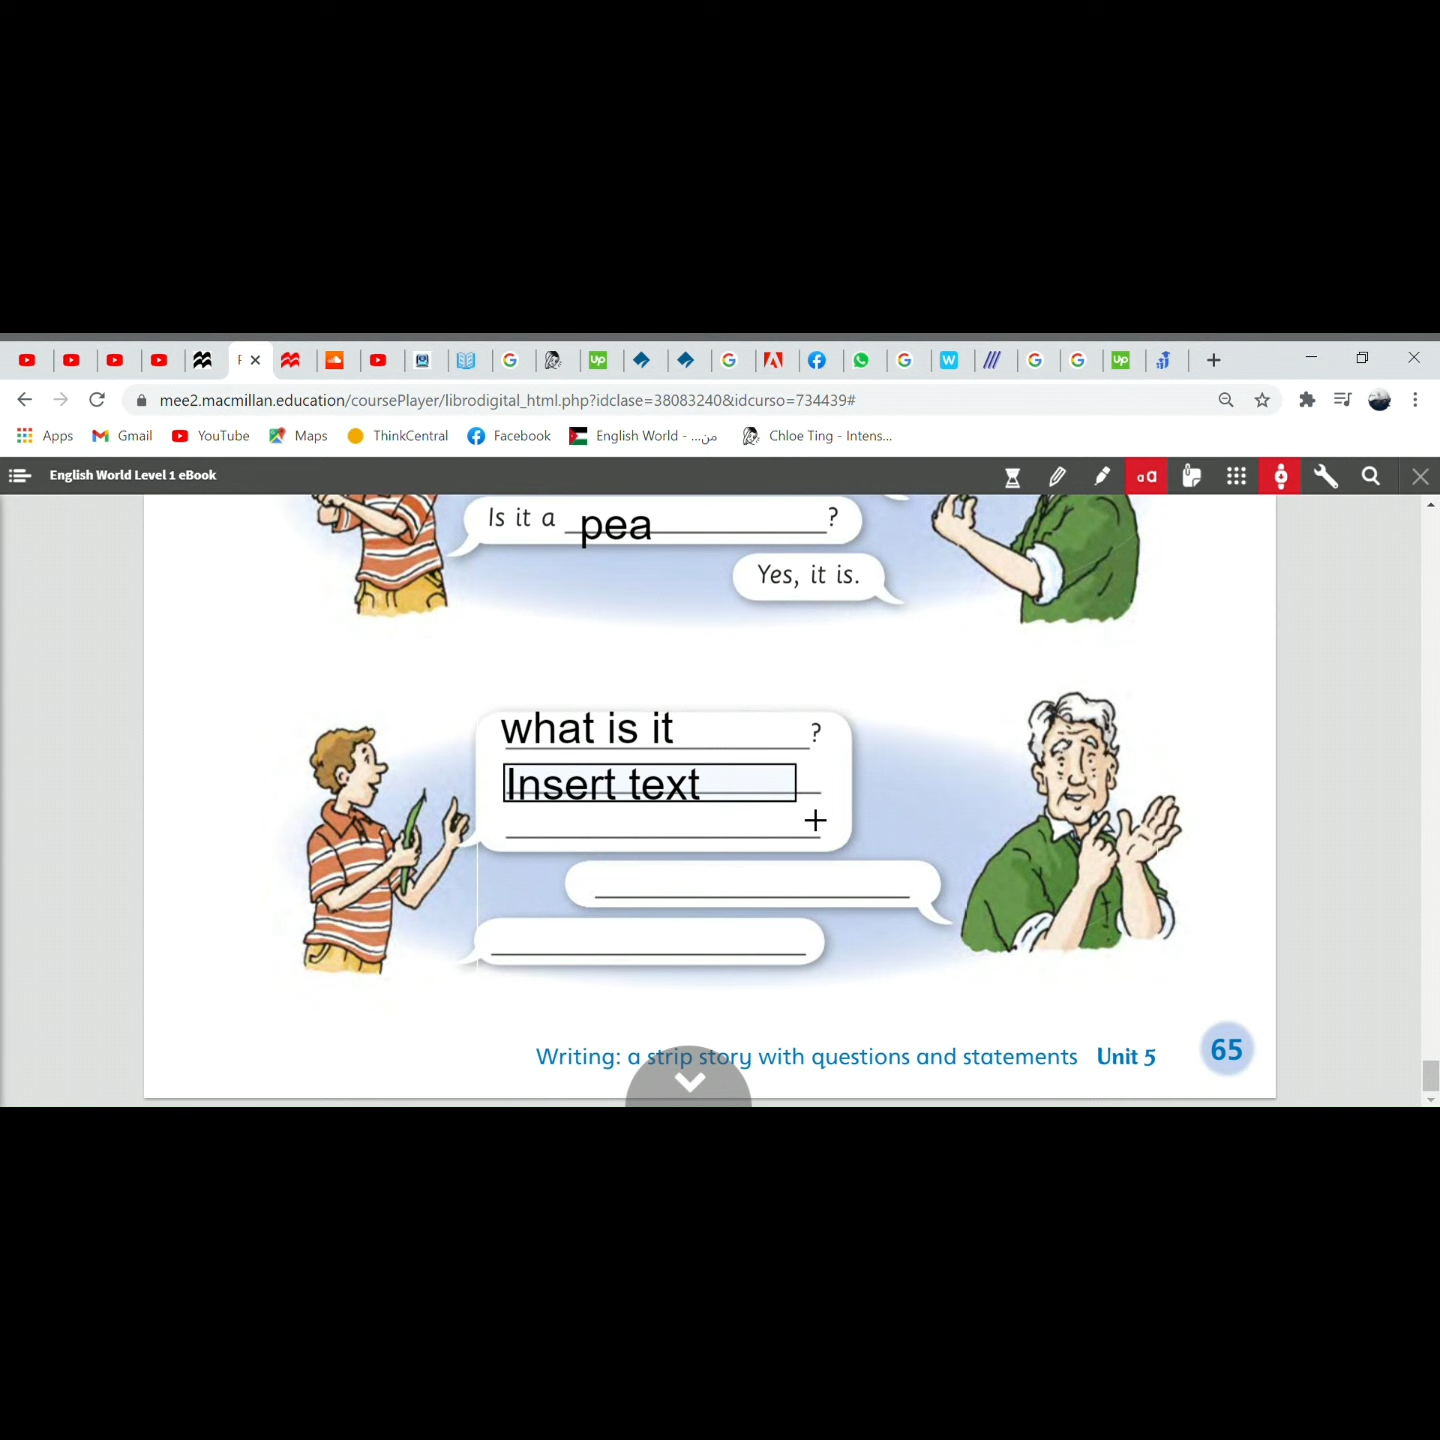 mee2.macmillan.education/coursePlayer/librodigital_html.php?idclase=38083240&idcurso=734439#
Apps Gmail YouTube Maps ThinkCentral Facebook English World - ...من Chloe Ting - Intens...
English World Level 1 eBook
Is it a pea ?
Yes, it is.
what is it ?
Insert text
Writing: a strip story with questions and statements Unit 5 65